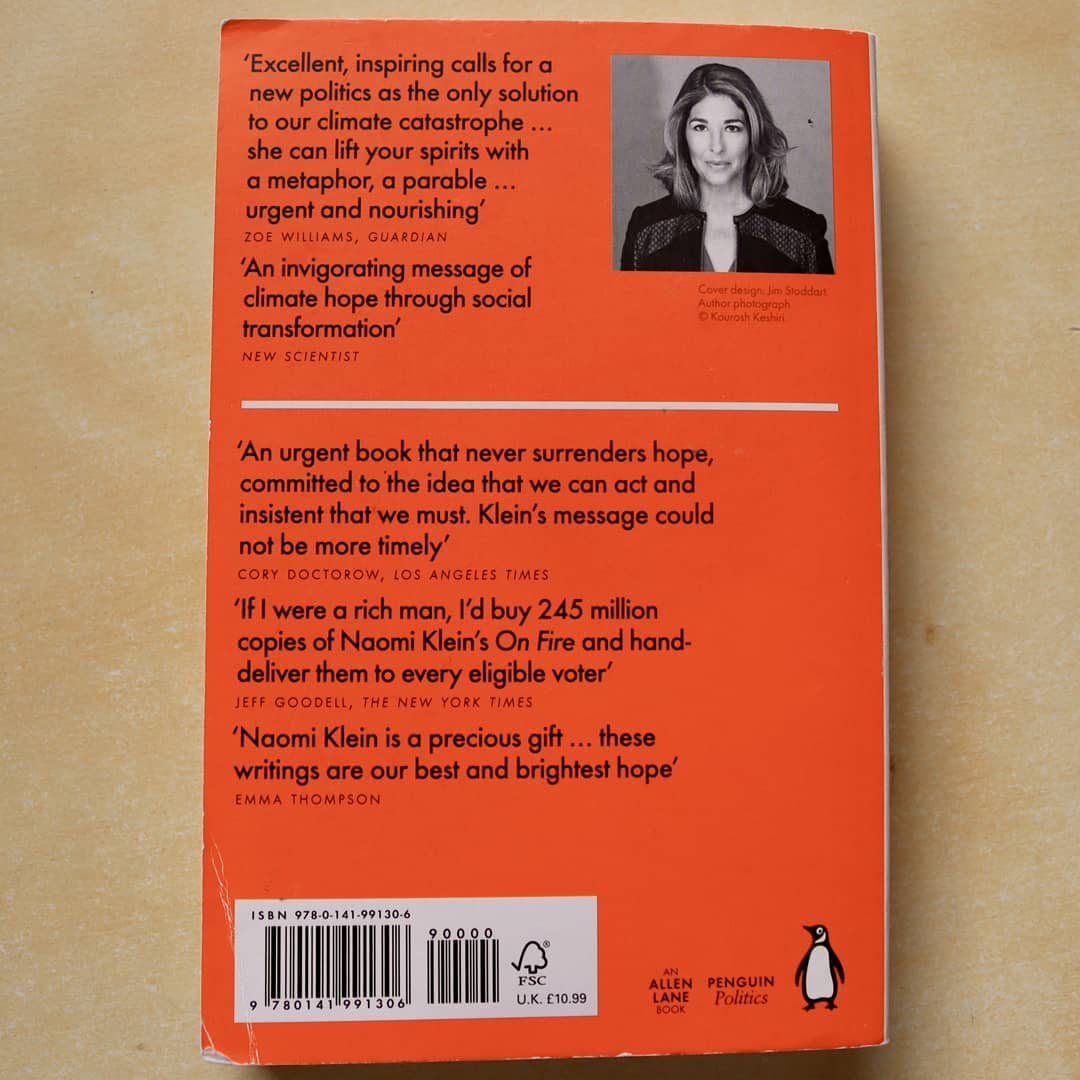 ‘Excellent, inspiring calls for a
new politics as the only solution
to our climate catastrophe ...
she can lift your spirits with
a metaphor, a parable ...
urgent and nourishing’
ZOE WILLIAMS, GUARDIAN
‘An invigorating message of
climate hope through social
transformation’
NEW SCIENTIST
Cover design. Jim Stoddart.
Author photograph
© Kourosh Keshiri.
‘An urgent book that never surrenders hope,
committed to the idea that we can act and
insistent that we must. Klein’s message could
not be more timely’
CORY DOCTOROW, LOS ANGELES TIMES
‘If I were a rich man, I’d buy 245 million
copies of Naomi Klein’s On Fire and hand-
deliver them to every eligible voter’
JEFF GOODELL, THE NEW YORK TIMES
‘Naomi Klein is a precious gift ... these
writings are our best and brightest hope’
EMMA THOMPSON
ISBN 978-0-141-99130-6
90000
9 780141 991306
®
FSC
U.K. £10.99
AN
ALLEN
LANE
BOOK
PENGUIN
Politics